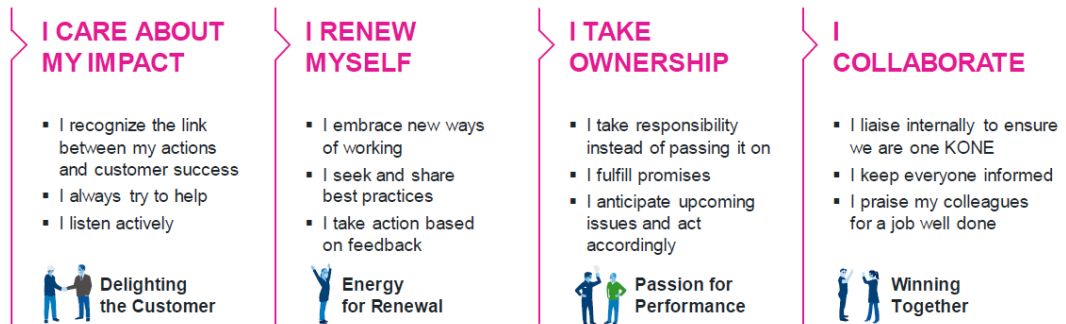 I CARE ABOUT
MY IMPACT
▪ I recognize the link
between my actions
and customer success
▪ I always try to help
▪ I listen actively
Delighting
the Customer
I RENEW
MYSELF
▪ I embrace new ways
of working
▪ I seek and share
best practices
▪ I take action based
on feedback
Energy
for Renewal
I TAKE
OWNERSHIP
▪ I take responsibility
instead of passing it on
▪ I fulfill promises
▪ I anticipate upcoming
issues and act
accordingly
Passion for
Performance
I
COLLABORATE
▪ I liaise internally to ensure
we are one KONE
▪ I keep everyone informed
▪ I praise my colleagues
for a job well done
Winning
Together